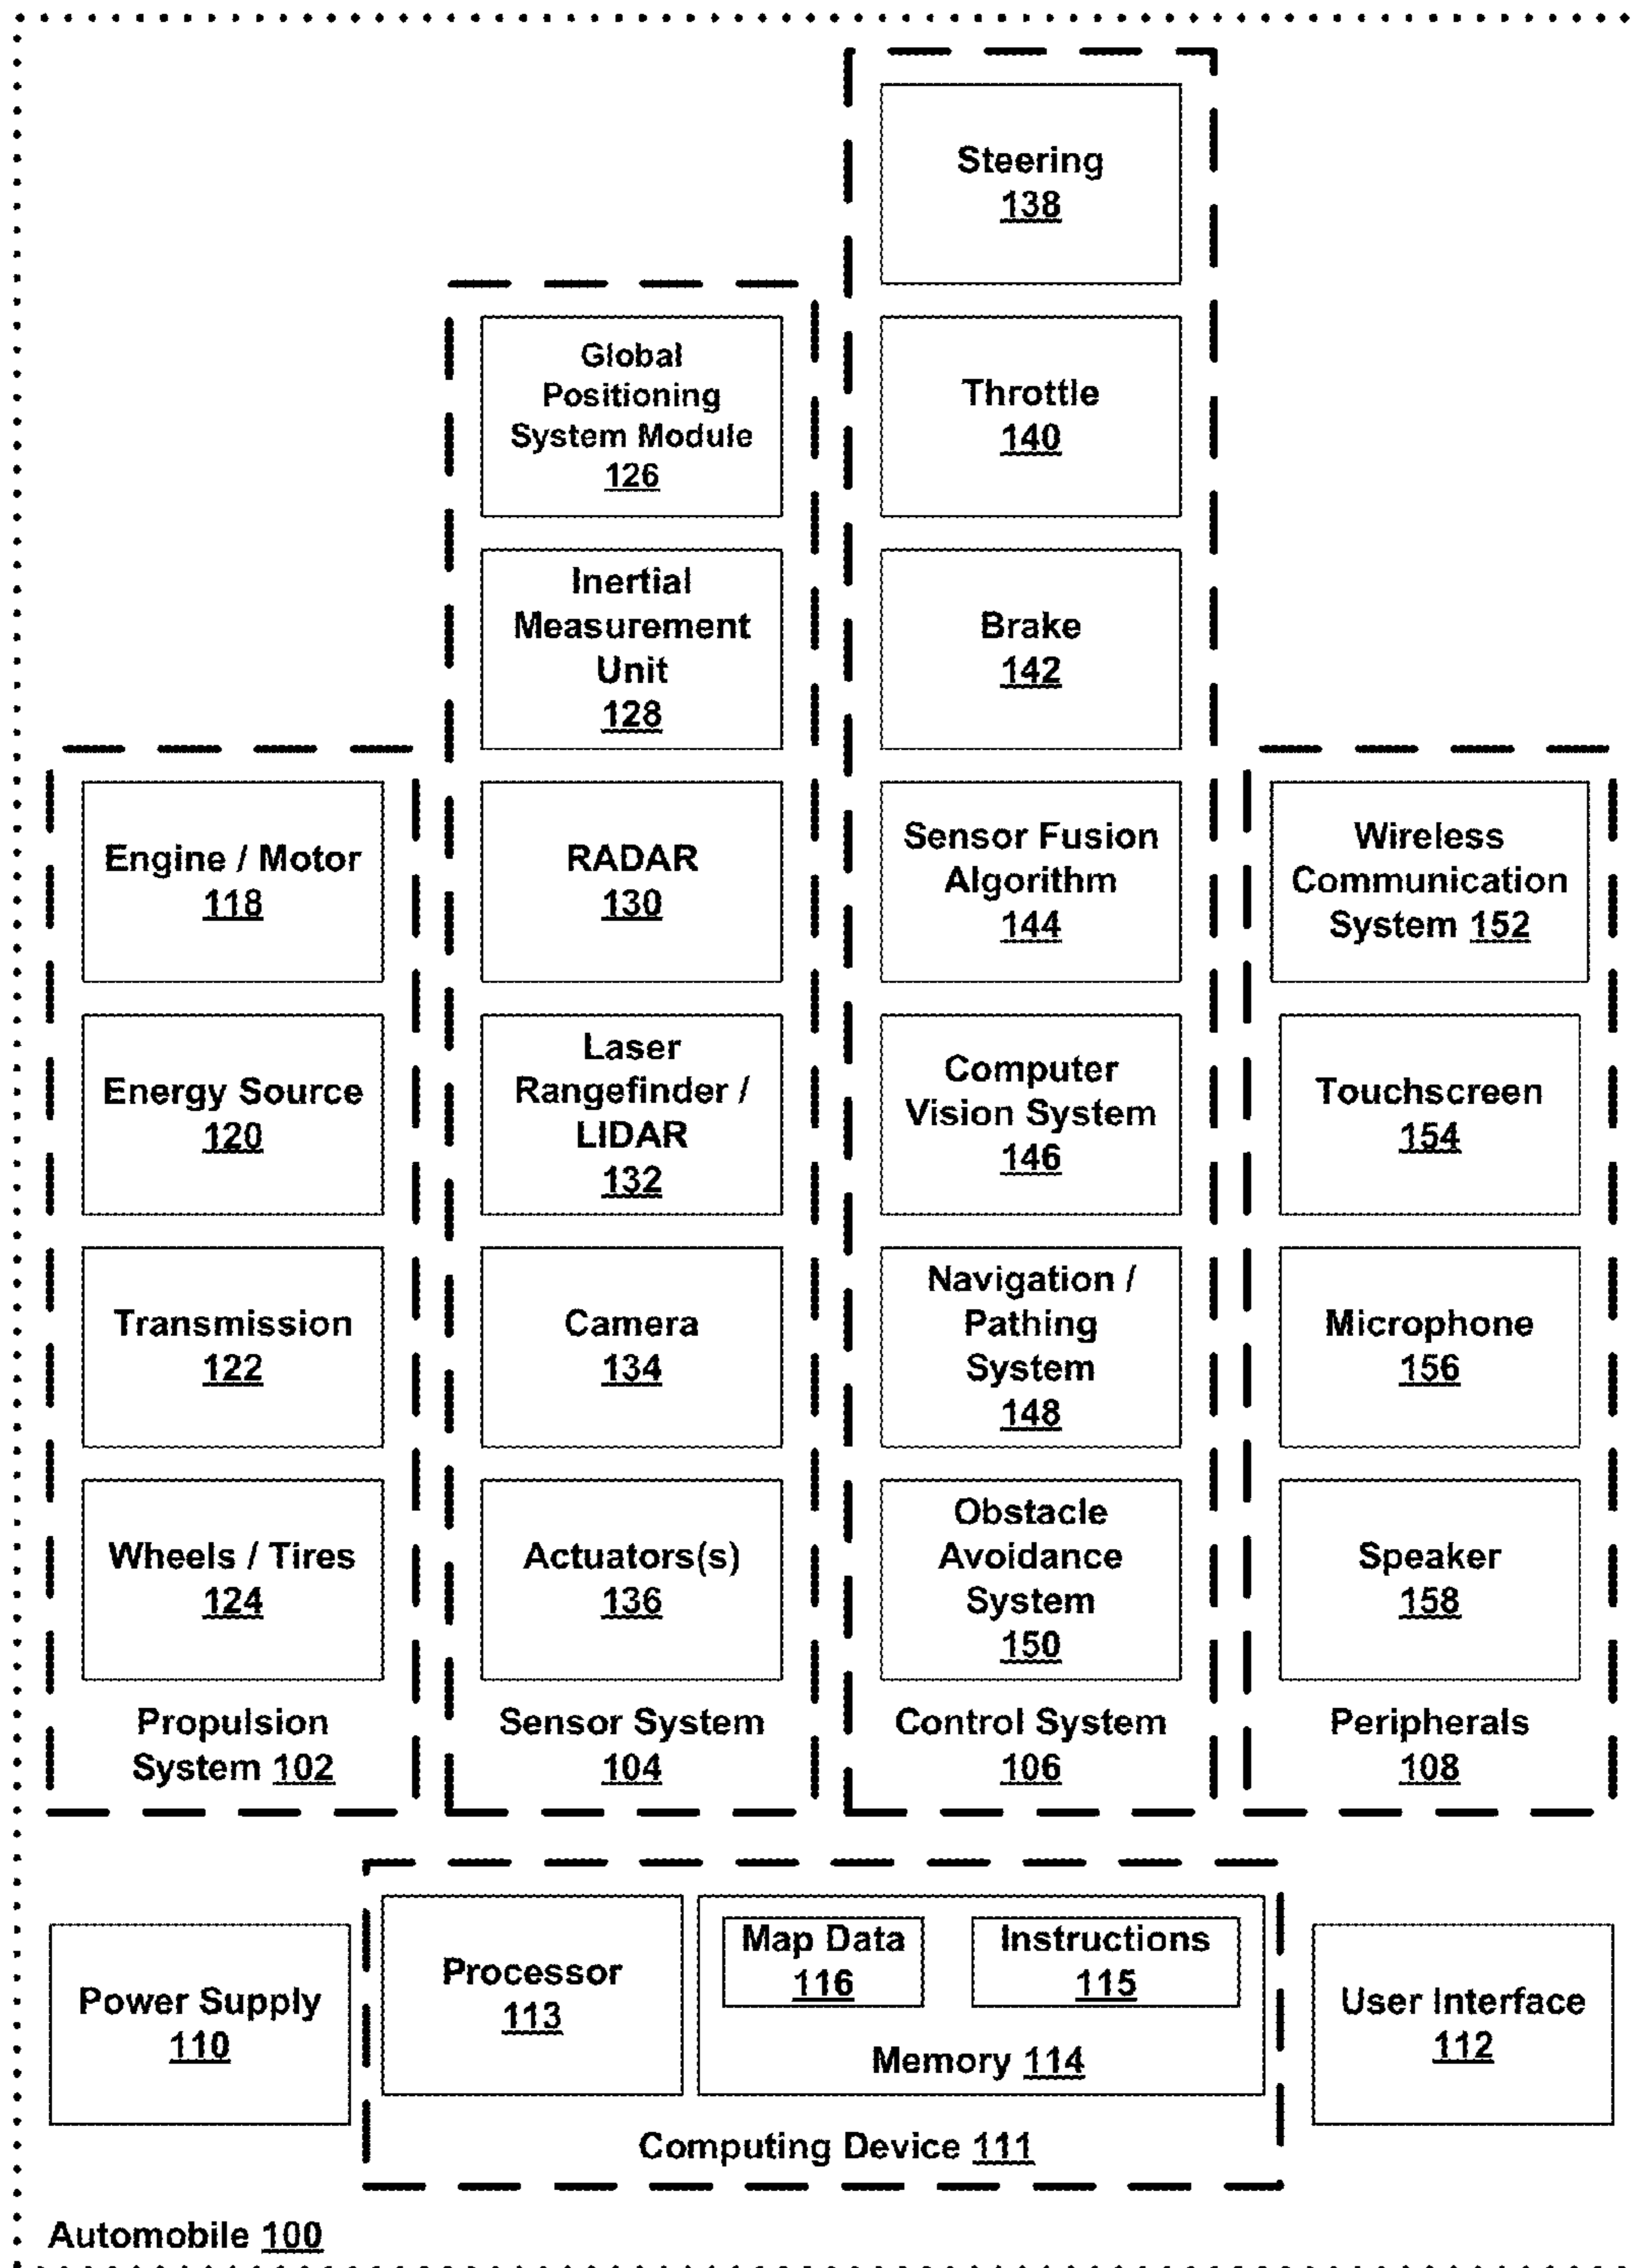 Steering
138
Global
Positioning
System Module
126
Throttle
140
Inertial
Measurement
Unit
128
Brake
142
Engine / Motor
118
RADAR
130
Sensor Fusion
Algorithm
144
Wireless
Communication
System 152
Energy Source
120
Laser
Rangefinder /
LIDAR
132
Computer
Vision System
146
Touchscreen
154
Transmission
122
Camera
134
Navigation /
Pathing
System
148
Microphone
156
Wheels / Tires
124
Actuators(s)
136
Obstacle
Avoidance
System
150
Speaker
158
Propulsion
System 102
Sensor System
104
Control System
106
Peripherals
108
Power Supply
110
Processor
113
Map Data
116
Instructions
115
Memory 114
Computing Device 111
User Interface
112
Automobile 100